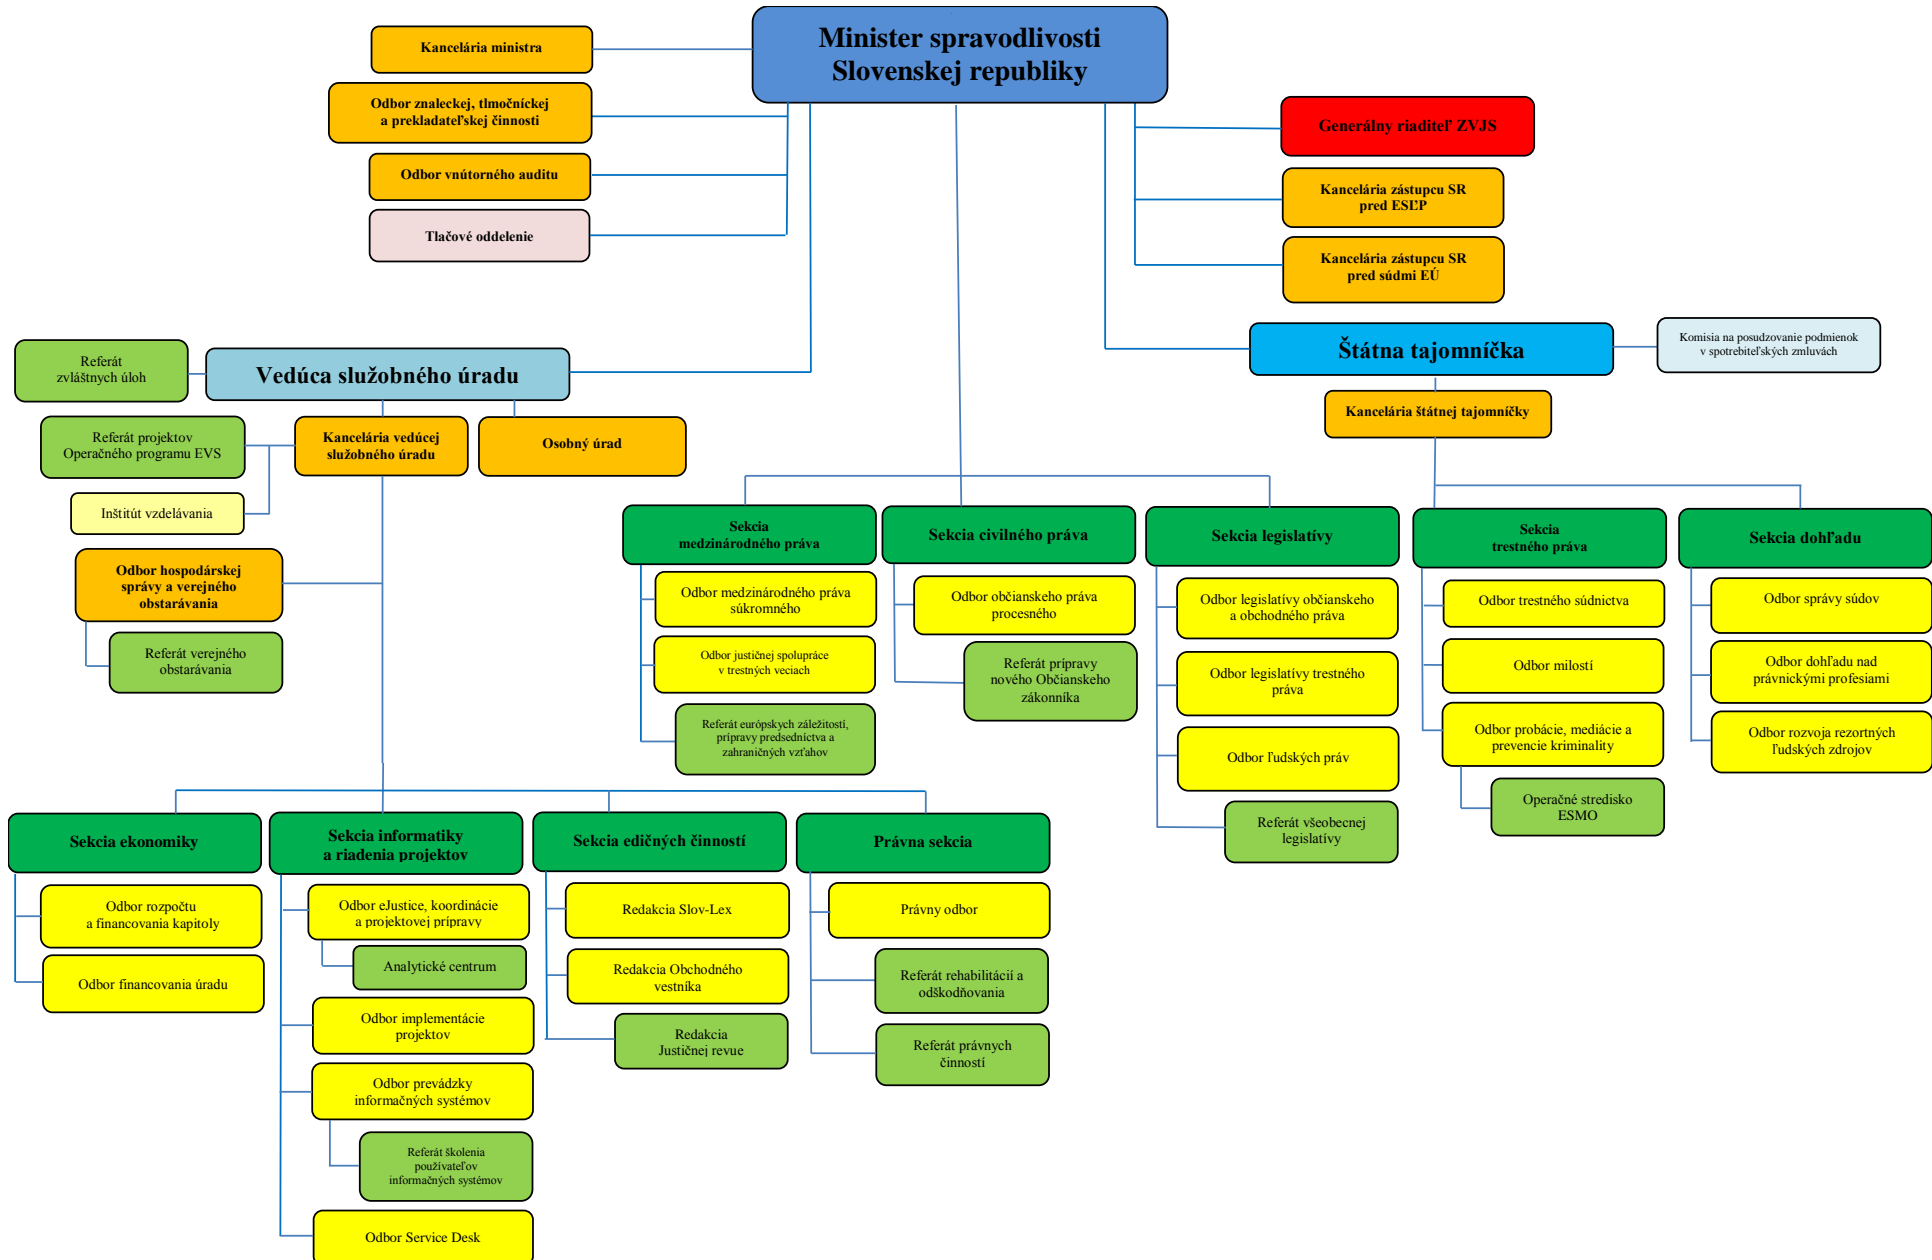 Minister spravodlivosti
Slovenskej republiky
Kancelária ministra
Odbor znaleckej, tlmočníckej
a prekladateľskej činnosti
Odbor vnútorného auditu
Tlačové oddelenie
Generálny riaditeľ ZVJS
Kancelária zástupcu SR
pred ESĽP
Kancelária zástupcu SR
pred súdmi EÚ
Štátna tajomníčka
Komisia na posudzovanie podmienok
v spotrebiteľských zmluvách
Kancelária štátnej tajomníčky
Referát
zvláštnych úloh
Vedúca služobného úradu
Referát projektov
Operačného programu EVS
Kancelária vedúcej
služobného úradu
Osobný úrad
Inštitút vzdelávania
Odbor hospodárskej
správy a verejného
obstarávania
Referát verejného
obstarávania
Sekcia
medzinárodného práva
Odbor medzinárodného práva
súkromného
Odbor justičnej spolupráce
v trestných veciach
Referát európskych záležitostí,
prípravy predsedníctva a
zahraničných vzťahov
Sekcia civilného práva
Odbor občianskeho práva
procesného
Referát prípravy
nového Občianskeho
zákonníka
Sekcia legislatívy
Odbor legislatívy občianskeho
a obchodného práva
Odbor legislatívy trestného
práva
Odbor ľudských práv
Referát všeobecnej
legislatívy
Sekcia
trestného práva
Odbor trestného súdnictva
Odbor milostí
Odbor probácie, mediácie a
prevencie kriminality
Operačné stredisko
ESMO
Sekcia dohľadu
Odbor správy súdov
Odbor dohľadu nad
právnickými profesiami
Odbor rozvoja rezortných
ľudských zdrojov
Sekcia ekonomiky
Odbor rozpočtu
a financovania kapitoly
Odbor financovania úradu
Sekcia informatiky
a riadenia projektov
Odbor eJustice, koordinácie
a projektovej prípravy
Analytické centrum
Odbor implementácie
projektov
Odbor prevádzky
informačných systémov
Referát školenia
používateľov
informačných systémov
Odbor Service Desk
Sekcia edičných činností
Redakcia Slov-Lex
Redakcia Obchodného
vestníka
Redakcia
Justičnej revue
Právna sekcia
Právny odbor
Referát rehabilitácií a
odškodňovania
Referát právnych
činností